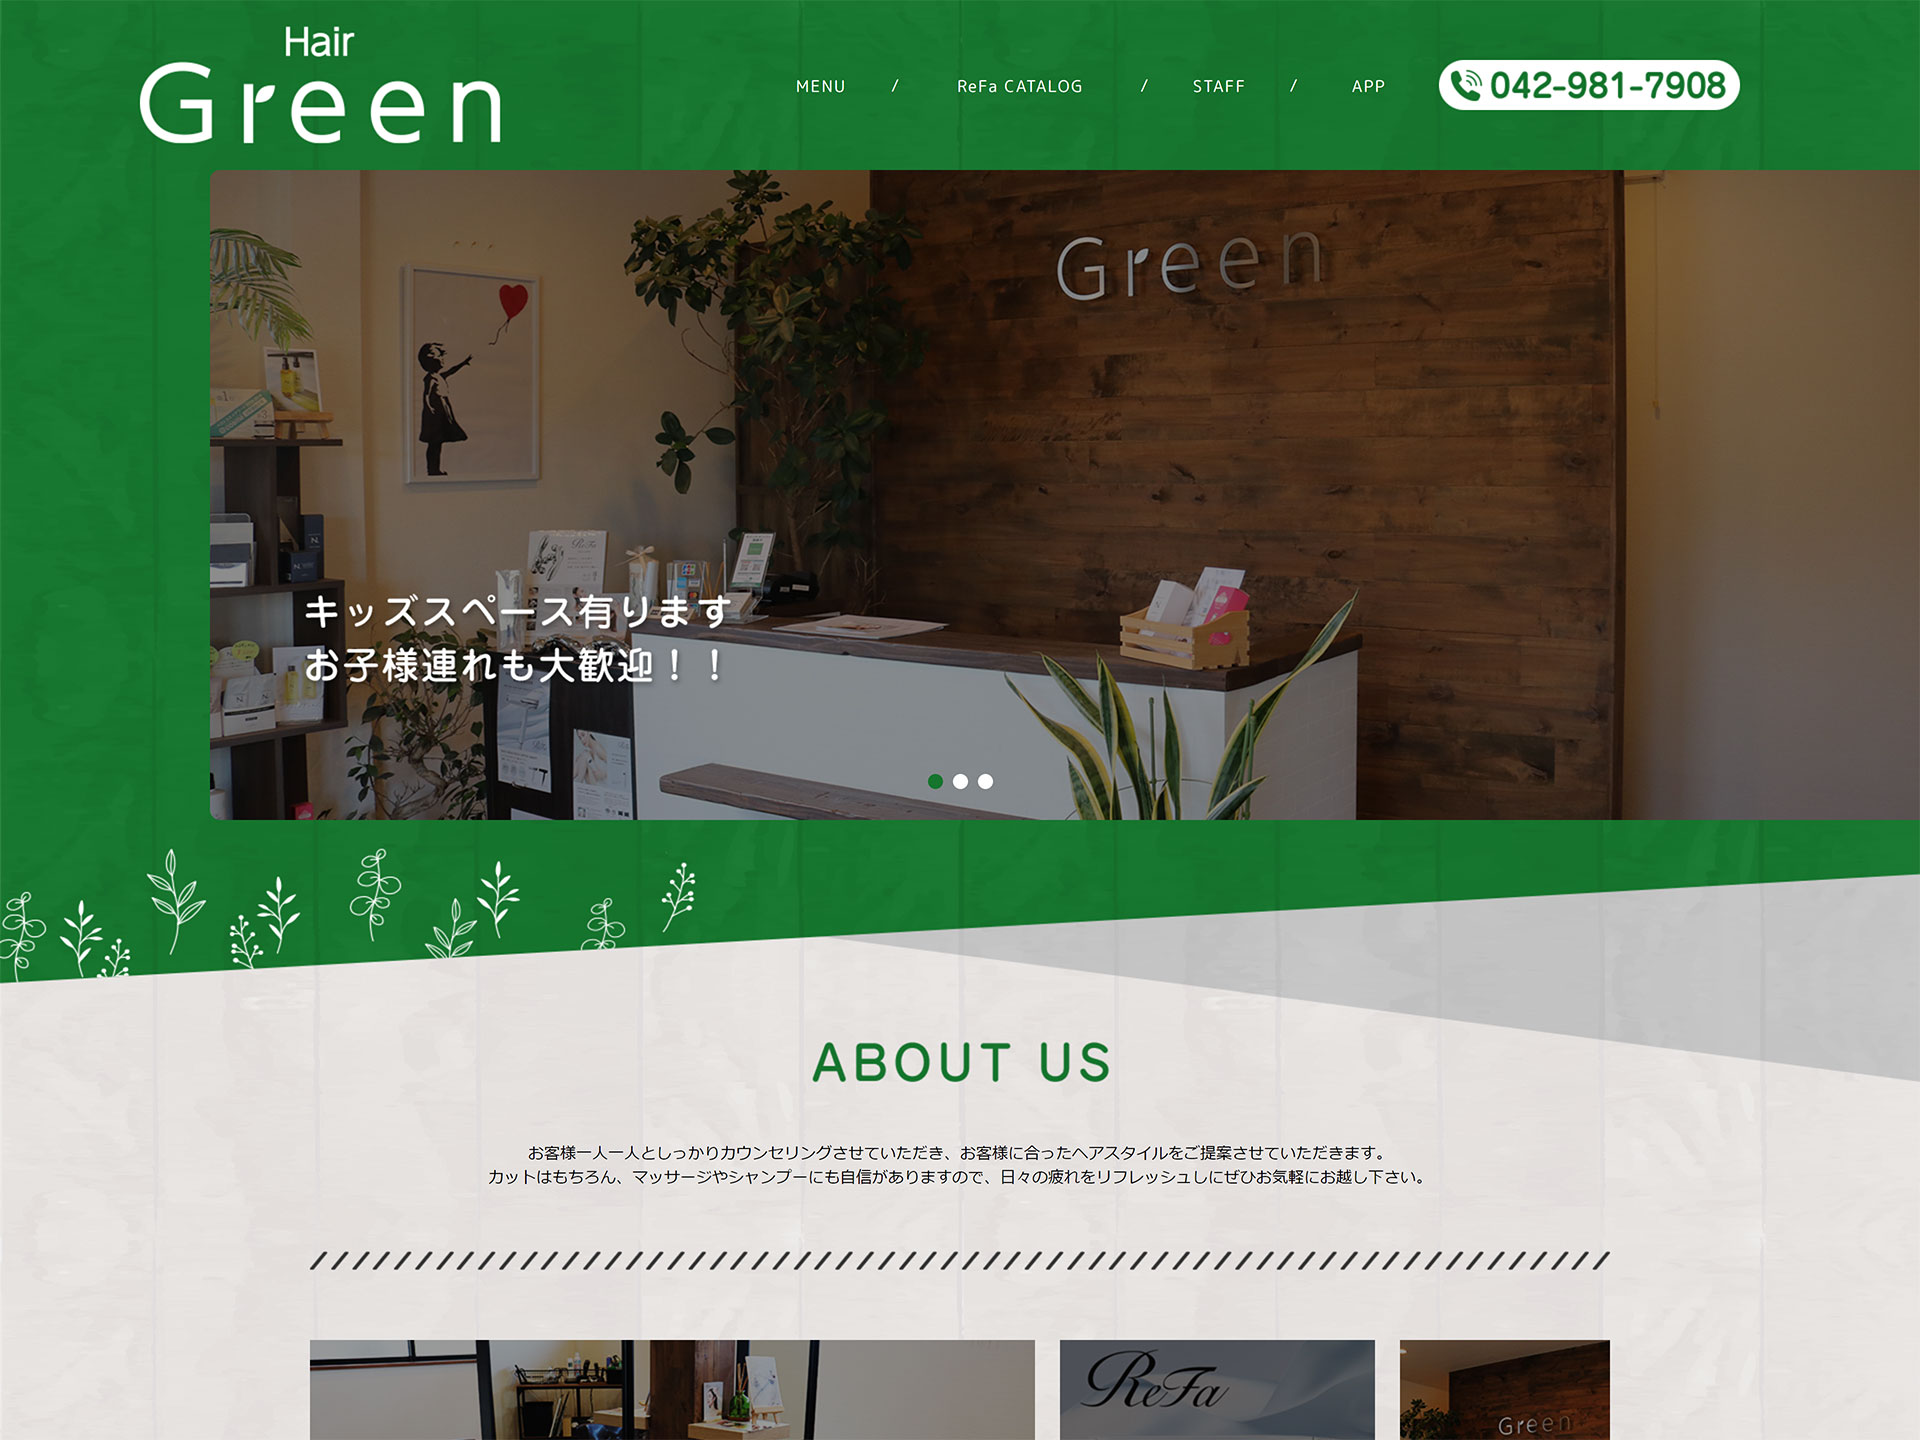 Hair
Green
MENU / ReFa CATALOG / STAFF / APP
042-981-7908
Green
ReFa
キッズスペース有ります
お子様連れも大歓迎！！
ABOUT US
お客様一人一人としっかりカウンセリングさせていただき、お客様に合ったヘアスタイルをご提案させていただきます。
カットはもちろん、マッサージやシャンプーにも自信がありますので、日々の疲れをリフレッシュしにぜひお気軽にお越し下さい。
ReFa
Green